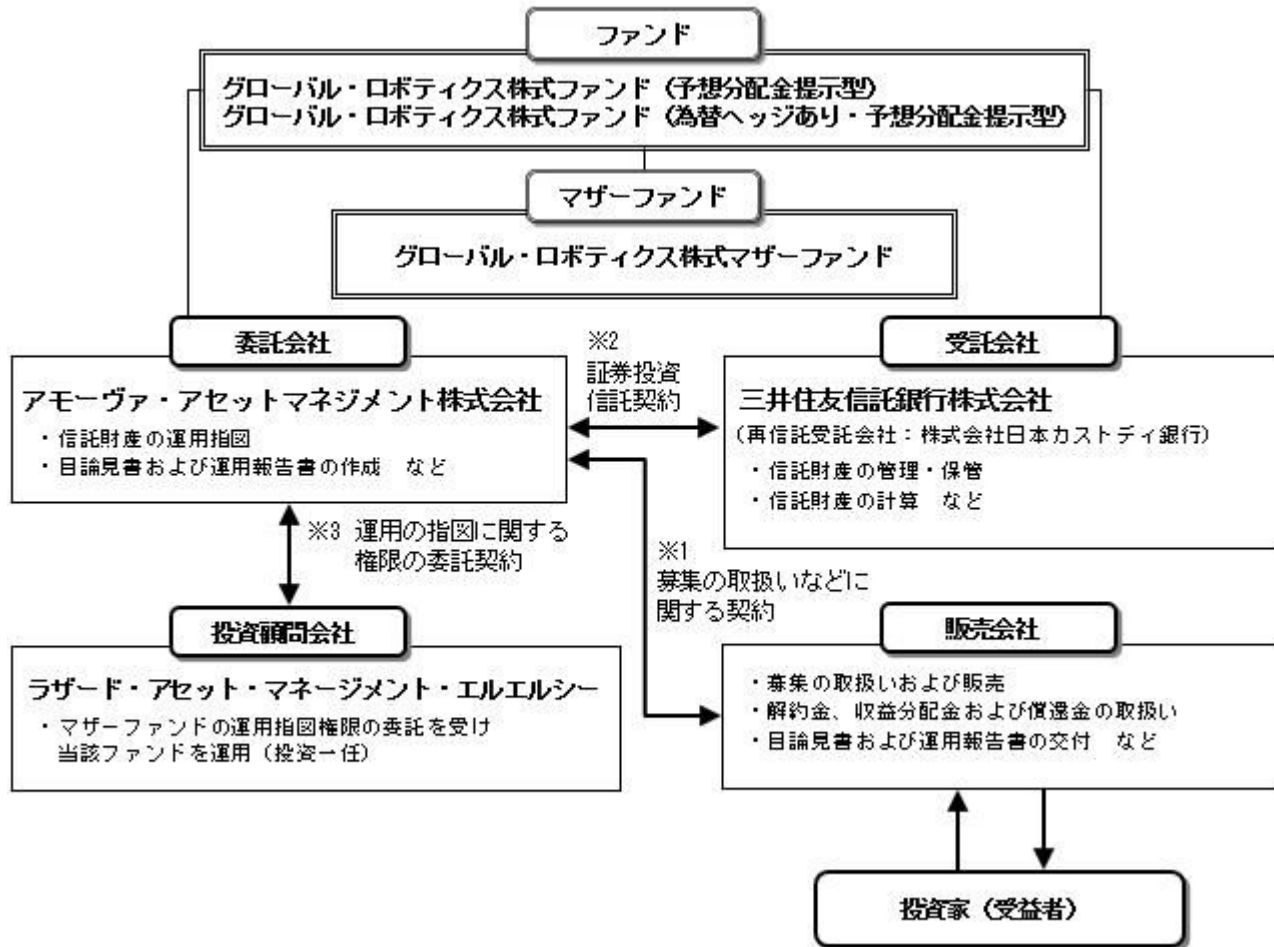 ファンド
グローバル・ロボティクス株式ファンド（予想分配金提示型）
グローバル・ロボティクス株式ファンド（為替ヘッジあり・予想分配金提示型）
マザーファンド
グローバル・ロボティクス株式マザーファンド
委託会社
アモーヴァ・アセットマネジメント株式会社
・信託財産の運用指図
・目論見書および運用報告書の作成　など
※2
証券投資
信託契約
受託会社
三井住友信託銀行株式会社
（再信託受託会社：株式会社日本カストディ銀行）
・信託財産の管理・保管
・信託財産の計算　など
※3 運用の指図に関する
権限の委託契約
※1
募集の取扱いなどに
関する契約
投資顧問会社
ラザード・アセット・マネージメント・エルエルシー
・マザーファンドの運用指図権限の委託を受け
当該ファンドを運用（投資一任）
販売会社
・募集の取扱いおよび販売
・解約金、収益分配金および償還金の取扱い
・目論見書および運用報告書の交付　など
投資家（受益者）